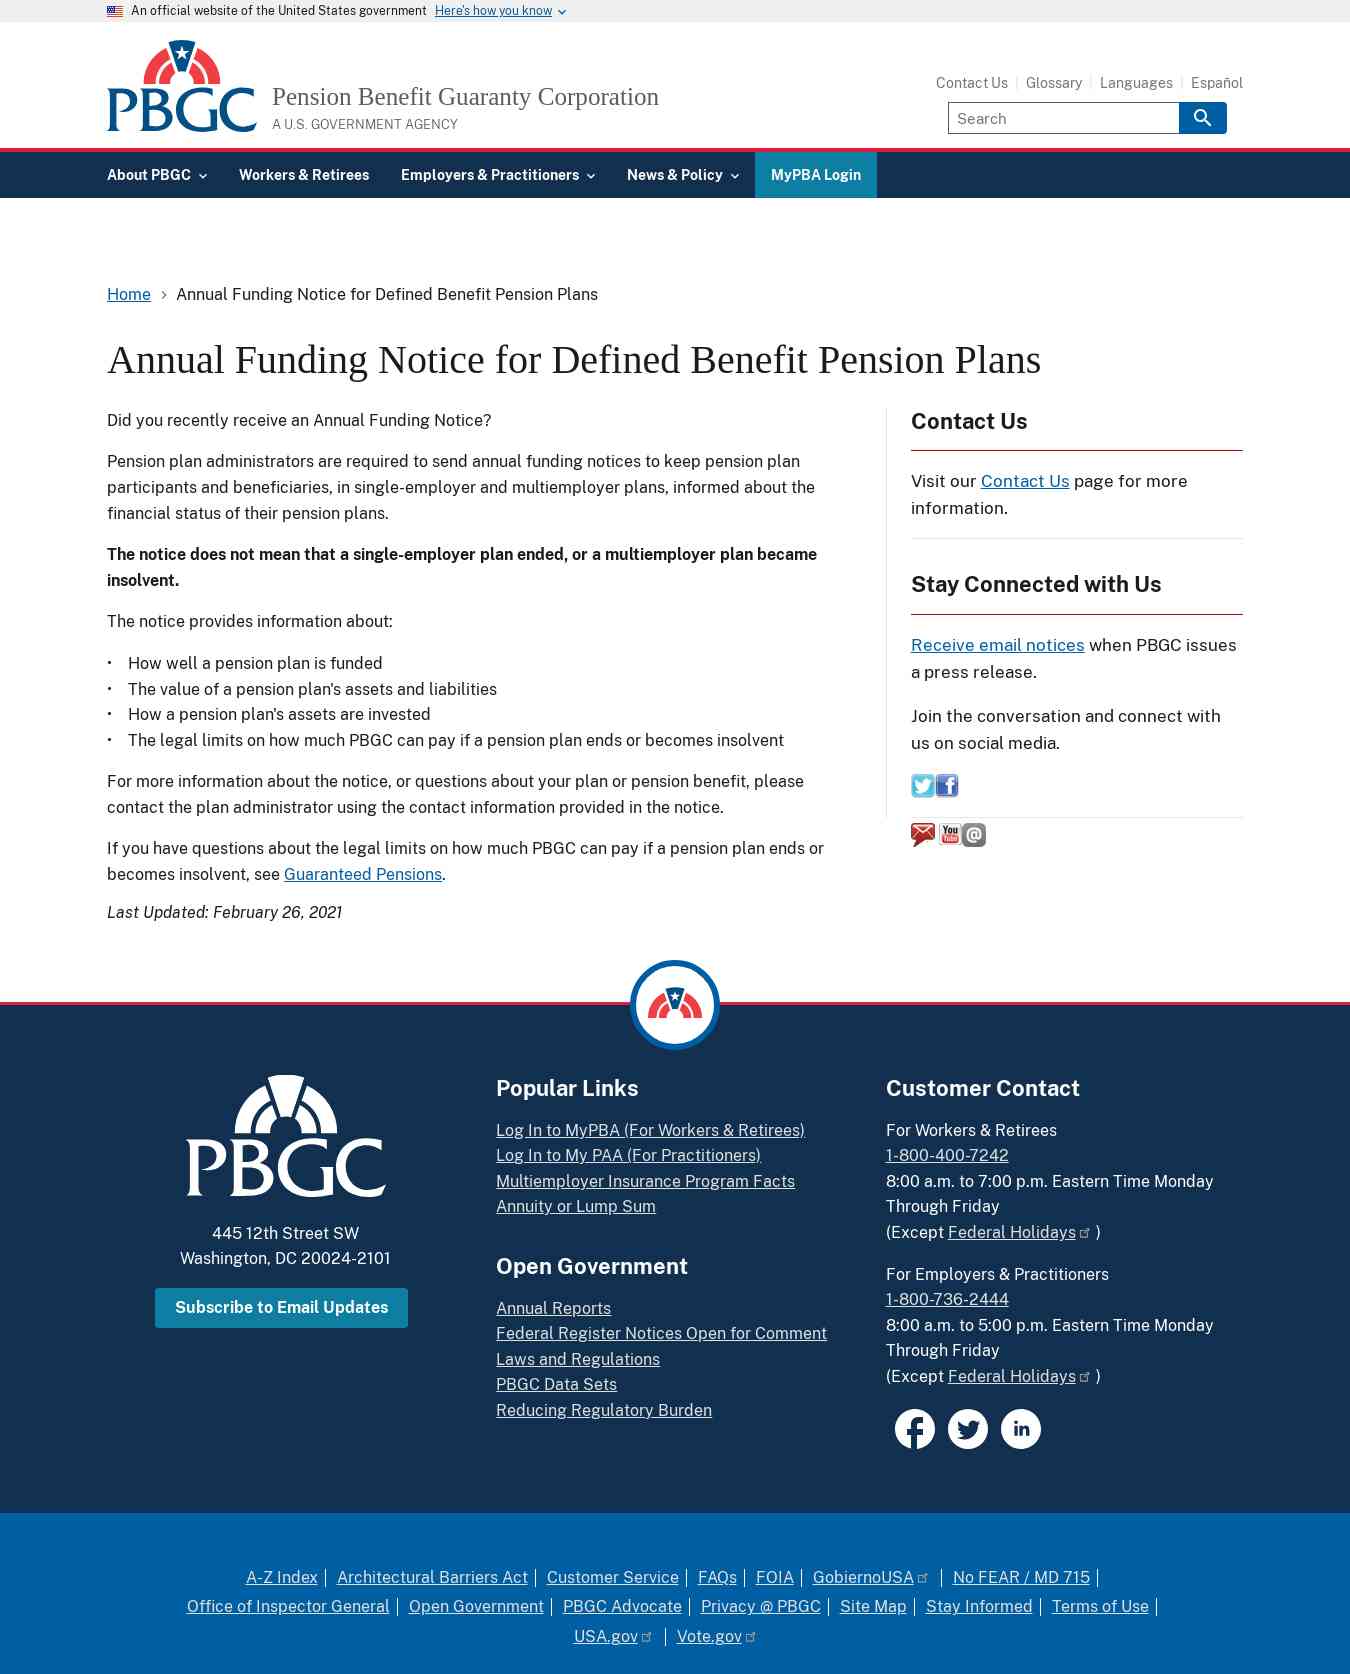 An official website of the United States government Here's how you know
PBGC
Pension Benefit Guaranty Corporation
A U.S. GOVERNMENT AGENCY
Contact Us Glossary Languages Español
Search
About PBGC Workers & Retirees Employers & Practitioners News & Policy MyPBA Login
Home Annual Funding Notice for Defined Benefit Pension Plans
Annual Funding Notice for Defined Benefit Pension Plans
Did you recently receive an Annual Funding Notice?
Pension plan administrators are required to send annual funding notices to keep pension plan
participants and beneficiaries, in single-employer and multiemployer plans, informed about the
financial status of their pension plans.
The notice does not mean that a single-employer plan ended, or a multiemployer plan became
insolvent.
The notice provides information about:
• How well a pension plan is funded
• The value of a pension plan's assets and liabilities
• How a pension plan's assets are invested
• The legal limits on how much PBGC can pay if a pension plan ends or becomes insolvent
For more information about the notice, or questions about your plan or pension benefit, please
contact the plan administrator using the contact information provided in the notice.
If you have questions about the legal limits on how much PBGC can pay if a pension plan ends or
becomes insolvent, see Guaranteed Pensions.
Last Updated: February 26, 2021
Contact Us
Visit our Contact Us page for more
information.
Stay Connected with Us
Receive email notices when PBGC issues
a press release.
Join the conversation and connect with
us on social media.
You
Tube
@
PBGC
445 12th Street SW
Washington, DC 20024-2101
Subscribe to Email Updates
Popular Links
Log In to MyPBA (For Workers & Retirees)
Log In to My PAA (For Practitioners)
Multiemployer Insurance Program Facts
Annuity or Lump Sum
Open Government
Annual Reports
Federal Register Notices Open for Comment
Laws and Regulations
PBGC Data Sets
Reducing Regulatory Burden
Customer Contact
For Workers & Retirees
1-800-400-7242
8:00 a.m. to 7:00 p.m. Eastern Time Monday
Through Friday
(Except Federal Holidays )
For Employers & Practitioners
1-800-736-2444
8:00 a.m. to 5:00 p.m. Eastern Time Monday
Through Friday
(Except Federal Holidays )
in
A-Z Index Architectural Barriers Act Customer Service FAQs FOIA GobiernoUSA No FEAR / MD 715
Office of Inspector General Open Government PBGC Advocate Privacy @ PBGC Site Map Stay Informed Terms of Use
USA.gov Vote.gov